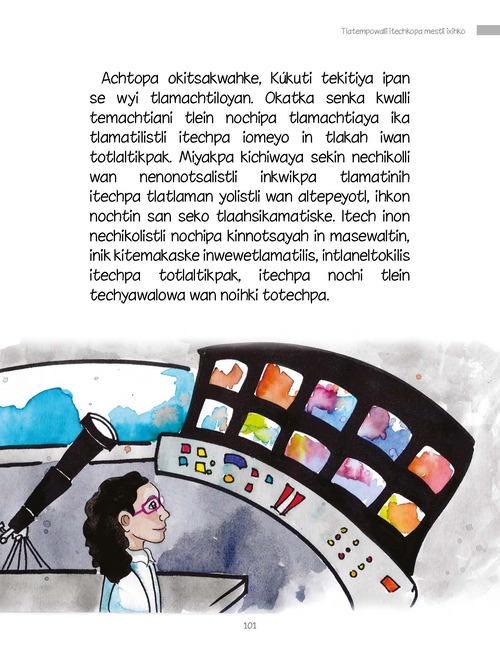 Tlatempowalli itechkopa mestli ixihko
Achtopa okitsakwahke, Kúkuti tekitiya ipan
se wyi tlamachtiloyan. Okatka senka kwalli
temachtiani tlein nochipa tlamachtiaya ika
tlamatilistli itechpa iomeyo in tlakah iwan
totlaltikpak. Miyakpa kichiwaya sekin nechikolli
wan nenonotsalistli inkwikpa tlamatinih
itechpa tlatlaman yolistli wan altepeyotl, ihkon
nochtin san seko tlaahsikamatiske. Itech inon
nechikolistli nochipa kinnotsayah in masewaltin,
inik kitemakaske inwewetlamatilis, intlaneltokilis
itechpa totlaltikpak, itechpa nochi tlein
techyawalowa wan noihki totechpa.
101